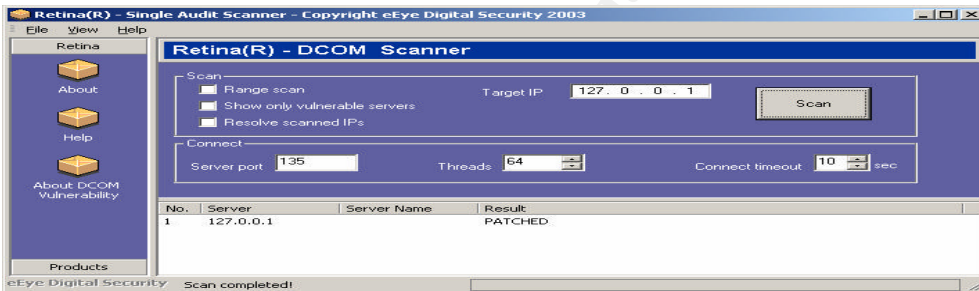 Retina(R) - Single Audit Scanner - Copyright eEye Digital Security 2003
File View Help
Retina
About
Help
About DCOM
Vulnerability
Products
Retina(R) - DCOM Scanner
Scan
Range scan
Show only vulnerable servers
Resolve scanned IPs
Target IP 127. 0 . 0 . 1
Scan
Connect
Server port 135 Threads 64 Connect timeout 10 sec
No. Server Server Name Result
1 127.0.0.1 PATCHED
eEye Digital Security Scan completed!